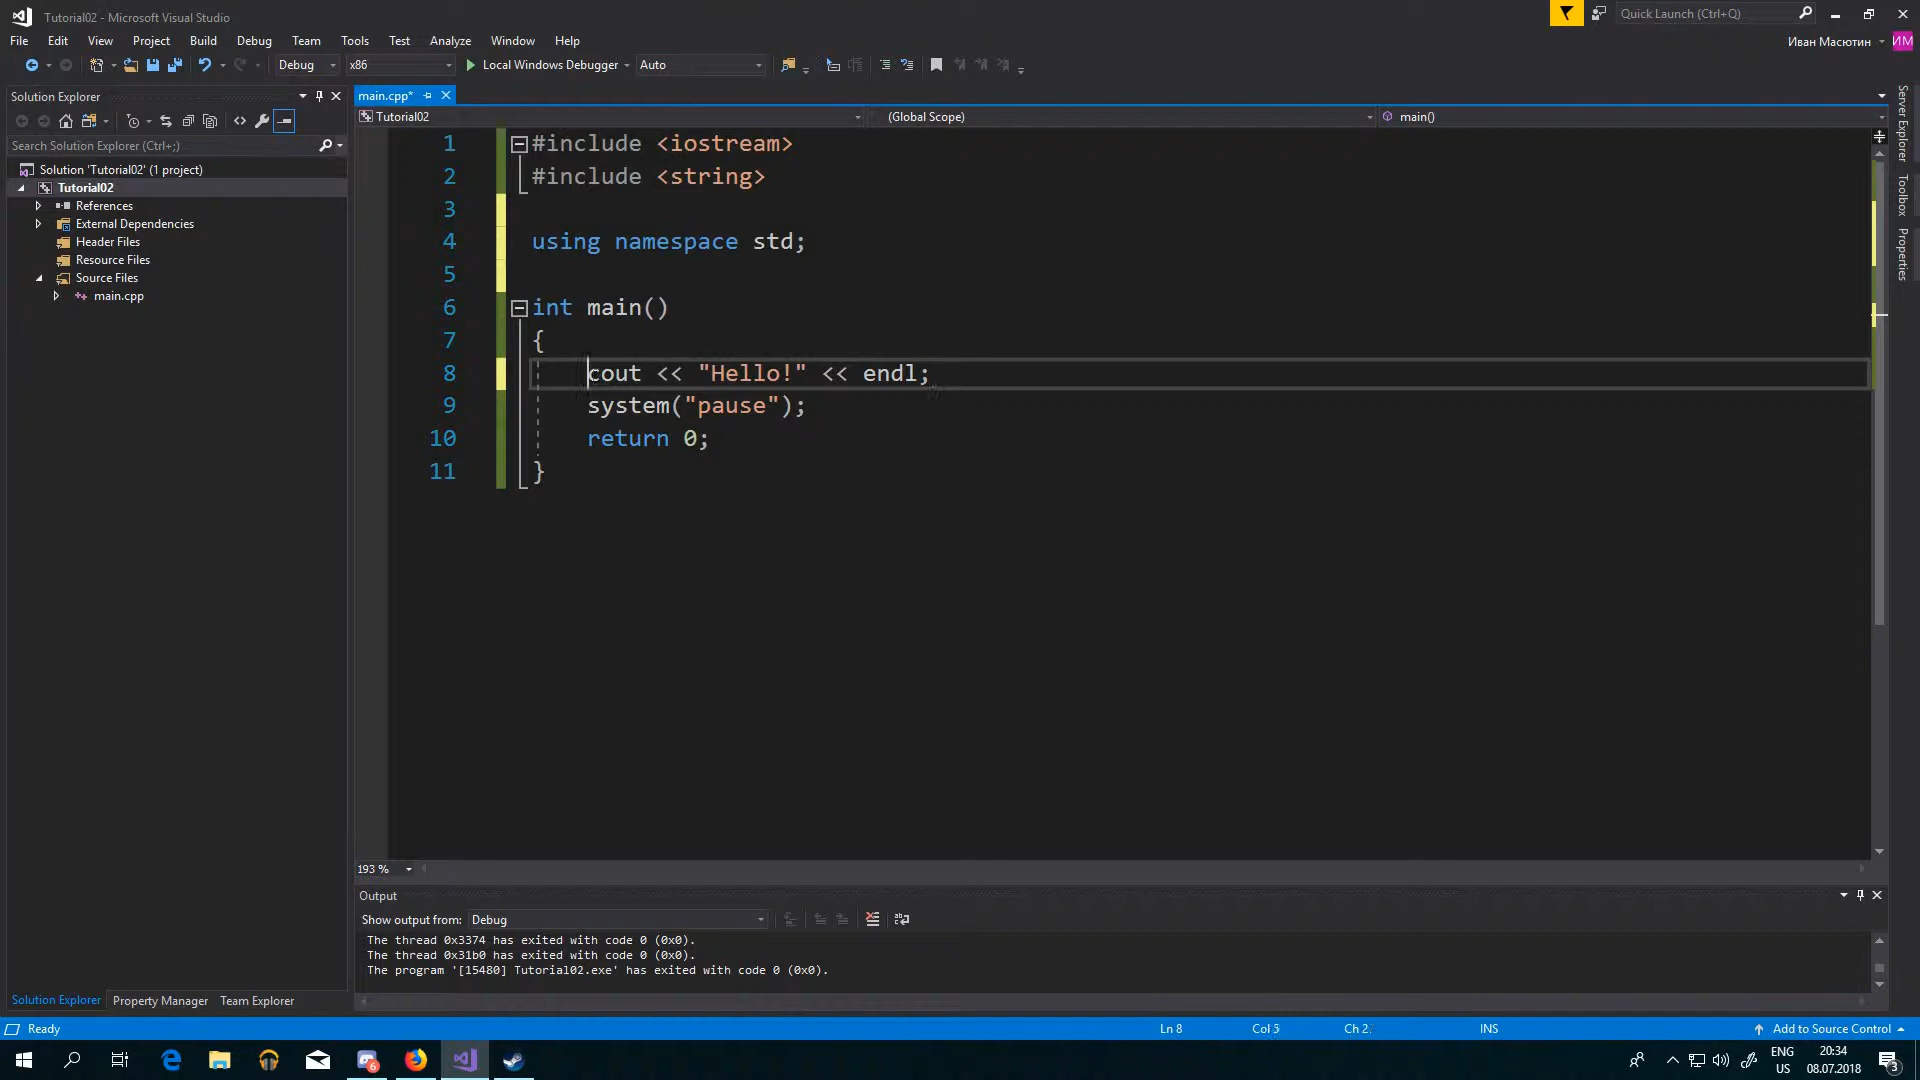 Tutorial02 - Microsoft Visual Studio
Quick Launch (Ctrl+Q)
File Edit View Project Build Debug Team Tools Test Analyze Window Help
Иван Масютин ИМ
Debug x86 Local Windows Debugger Auto
Solution Explorer
main.cpp*
Tutorial02 (Global Scope) main()
Search Solution Explorer (Ctrl+;)
Solution 'Tutorial02' (1 project)
Tutorial02
References
External Dependencies
Header Files
Resource Files
Source Files
main.cpp
1 #include <iostream>
2 #include <string>
3
4 using namespace std;
5
6 int main()
7 {
8 cout << "Hello!" << endl;
9 system("pause");
10 return 0;
11 }
Server Explorer
Toolbox
Properties
193 %
Output
Show output from: Debug
The thread 0x3374 has exited with code 0 (0x0).
The thread 0x31b0 has exited with code 0 (0x0).
The program '[15480] Tutorial02.exe' has exited with code 0 (0x0).
Solution Explorer Property Manager Team Explorer
Ready Ln 8 Col 5 Ch 2 INS Add to Source Control
6
ENG
US
20:34
08.07.2018
3